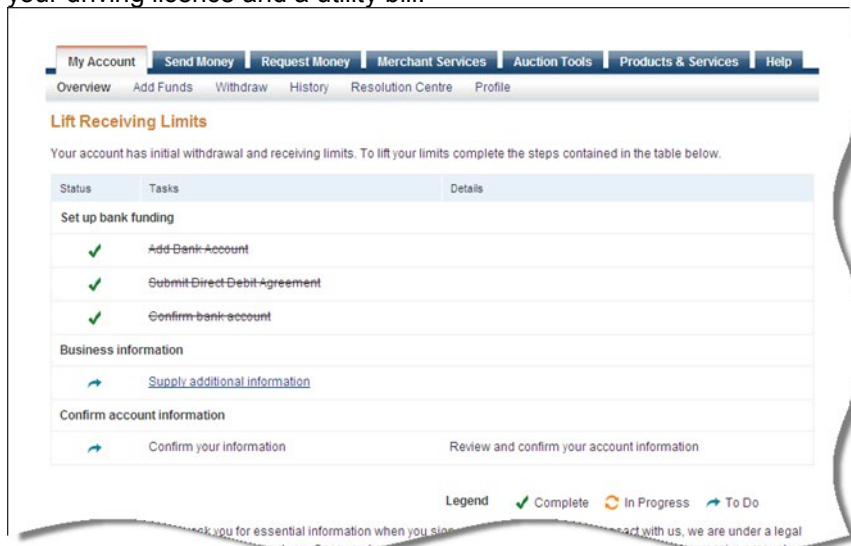 your driving licence and a utility bill.
My Account Send Money Request Money Merchant Services Auction Tools Products & Services Help
Overview Add Funds Withdraw History Resolution Centre Profile
Lift Receiving Limits
Your account has initial withdrawal and receiving limits. To lift your limits complete the steps contained in the table below.
Status Tasks Details
Set up bank funding
Add Bank Account
Submit Direct Debit Agreement
Confirm bank account
Business information
Supply additional information
Confirm account information
Confirm your information Review and confirm your account information
Legend Complete In Progress To Do
you for essential information when you with us, we are under a legal